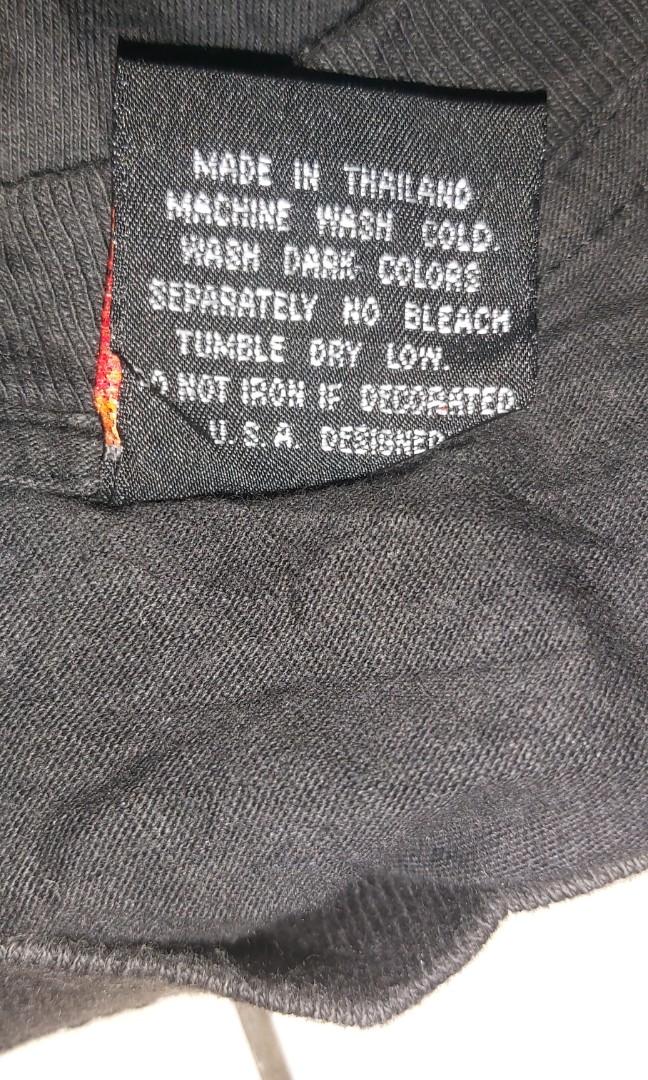 MADE IN THAILAND
MACHINE WASH COLD.
WASH DARK COLORS
SEPARATELY NO BLEACH
TUMBLE DRY LOW.
DO NOT IRON IF DECORATED
U.S.A. DESIGNED